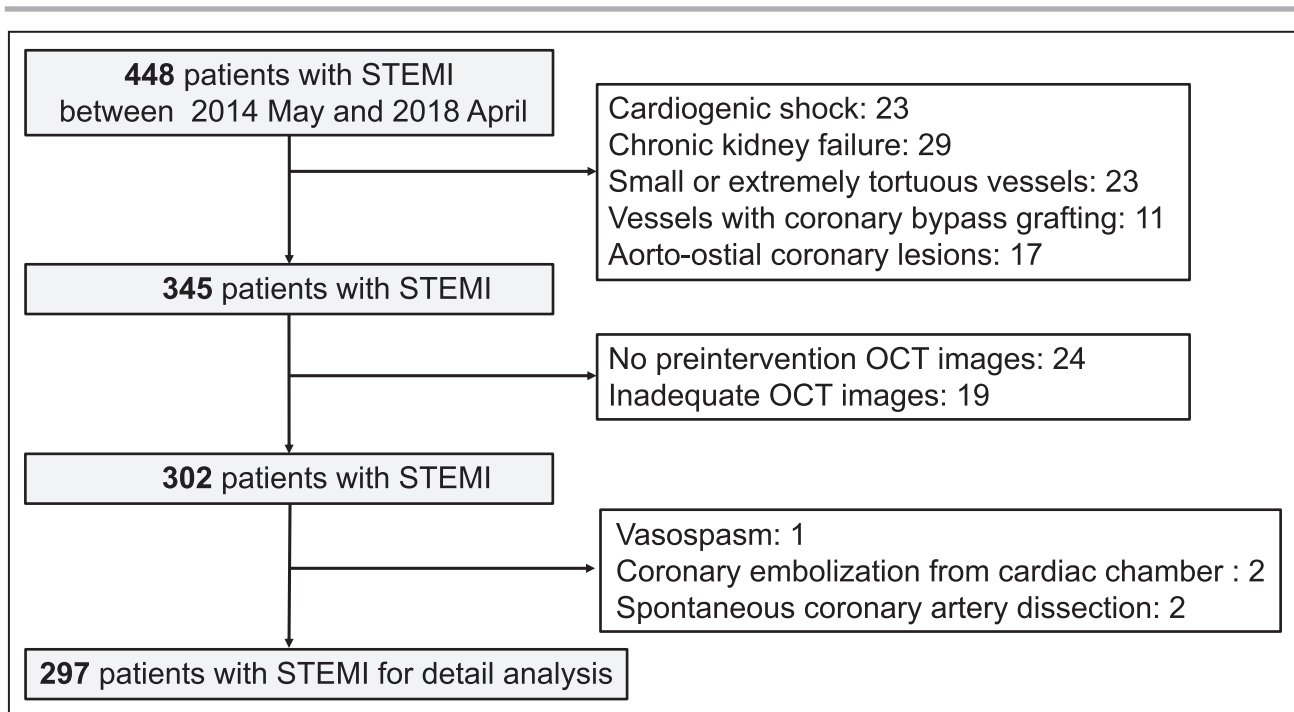 448 patients with STEMI
between 2014 May and 2018 April
Cardiogenic shock: 23
Chronic kidney failure: 29
Small or extremely tortuous vessels: 23
Vessels with coronary bypass grafting: 11
Aorto-ostial coronary lesions: 17
345 patients with STEMI
No preintervention OCT images: 24
Inadequate OCT images: 19
302 patients with STEMI
Vasospasm: 1
Coronary embolization from cardiac chamber : 2
Spontaneous coronary artery dissection: 2
297 patients with STEMI for detail analysis